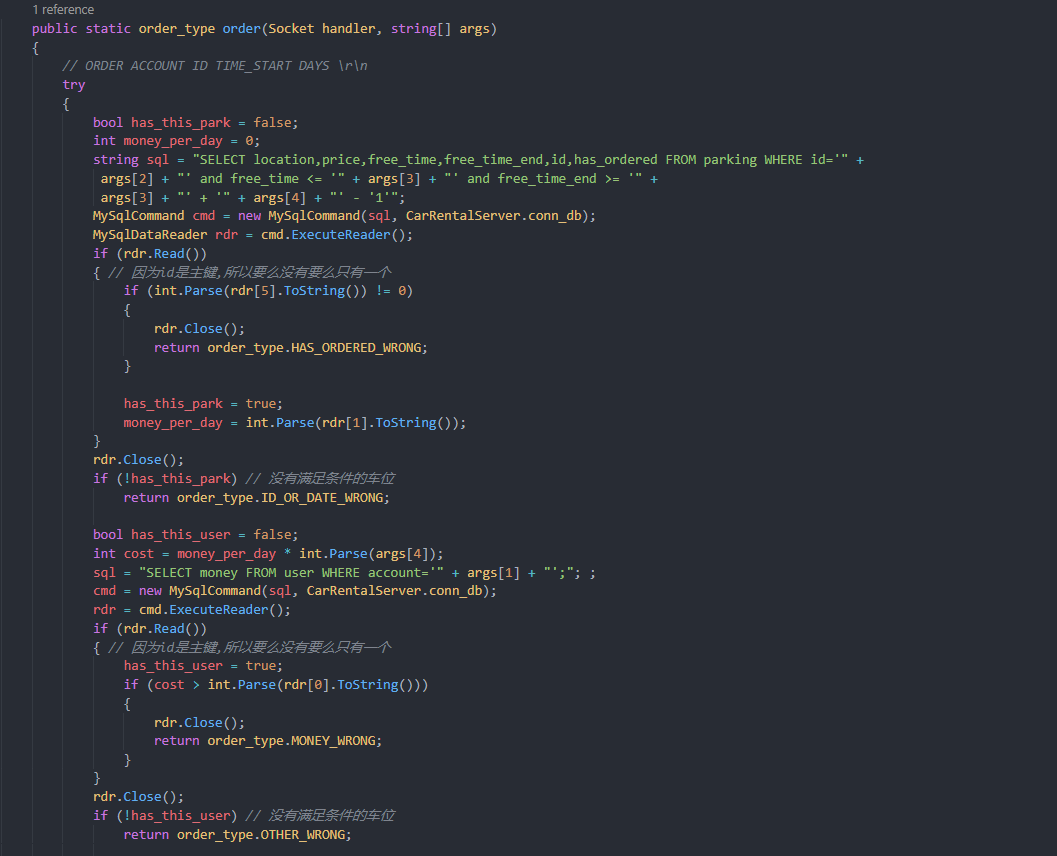 1 reference
public static order_type order(Socket handler, string[] args)
{
// ORDER ACCOUNT ID TIME_START DAYS \r\n
try
{
bool has_this_park = false;
int money_per_day = 0;
string sql = "SELECT location,price,free_time,free_time_end,id,has_ordered FROM parking WHERE id='" +
args[2] + "' and free_time <= '" + args[3] + "' and free_time_end >= '" +
args[3] + "' + '" + args[4] + "' - '1'";
MySqlCommand cmd = new MySqlCommand(sql, CarRentalServer.conn_db);
MySqlDataReader rdr = cmd.ExecuteReader();
if (rdr.Read())
{ // 因为id是主键,所以要么没有要么只有一个
if (int.Parse(rdr[5].ToString()) != 0)
{
rdr.Close();
return order_type.HAS_ORDERED_WRONG;
}
has_this_park = true;
money_per_day = int.Parse(rdr[1].ToString());
}
rdr.Close();
if (!has_this_park) // 没有满足条件的车位
return order_type.ID_OR_DATE_WRONG;
bool has_this_user = false;
int cost = money_per_day * int.Parse(args[4]);
sql = "SELECT money FROM user WHERE account='" + args[1] + "';"; ;
cmd = new MySqlCommand(sql, CarRentalServer.conn_db);
rdr = cmd.ExecuteReader();
if (rdr.Read())
{ // 因为id是主键,所以要么没有要么只有一个
has_this_user = true;
if (cost > int.Parse(rdr[0].ToString()))
{
rdr.Close();
return order_type.MONEY_WRONG;
}
}
rdr.Close();
if (!has_this_user) // 没有满足条件的车位
return order_type.OTHER_WRONG;